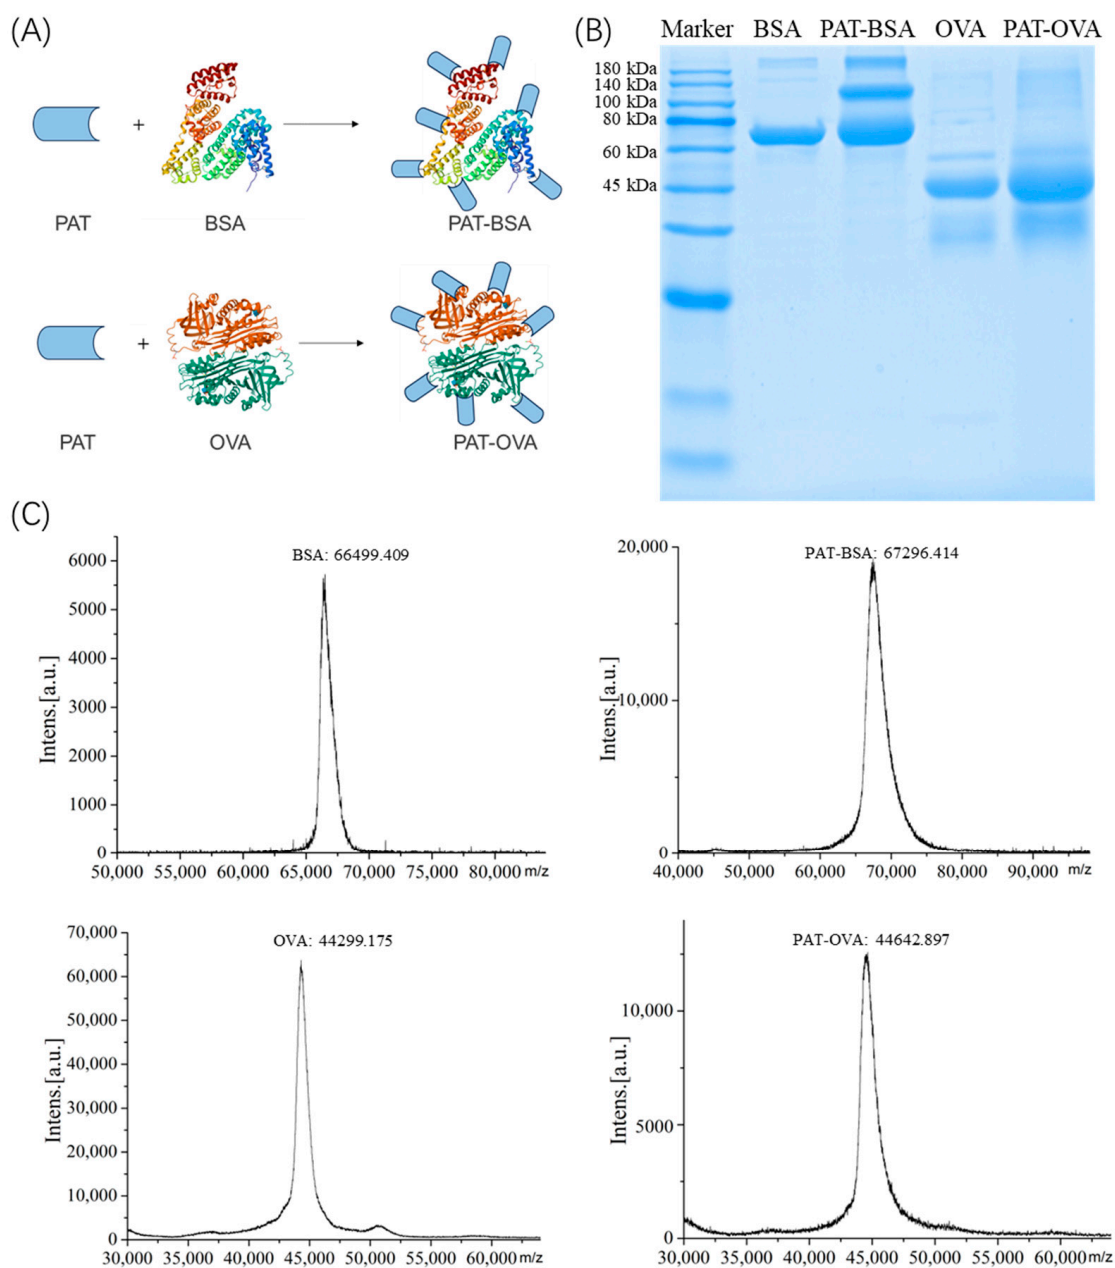 (A)
PAT + BSA PAT-BSA
PAT + OVA PAT-OVA
(B)
Marker BSA PAT-BSA OVA PAT-OVA
180 kDa
140 kDa
100 kDa
80 kDa
60 kDa
45 kDa
(C)
BSA: 66499.409
Intens.[a.u.]
6000
5000
4000
3000
2000
1000
0
50,000 55,000 60,000 65,000 70,000 75,000 80,000 m/z
PAT-BSA: 67296.414
Intens.[a.u.]
20,000
10,000
0
40,000 50,000 60,000 70,000 80,000 90,000 m/z
OVA: 44299.175
Intens.[a.u.]
70,000
60,000
50,000
40,000
30,000
20,000
10,000
0
30,000 35,000 40,000 45,000 50,000 55,000 60,000 m/z
PAT-OVA: 44642.897
Intens.[a.u.]
10,000
5000
0
30,000 35,000 40,000 45,000 50,000 55,000 60,000 m/z